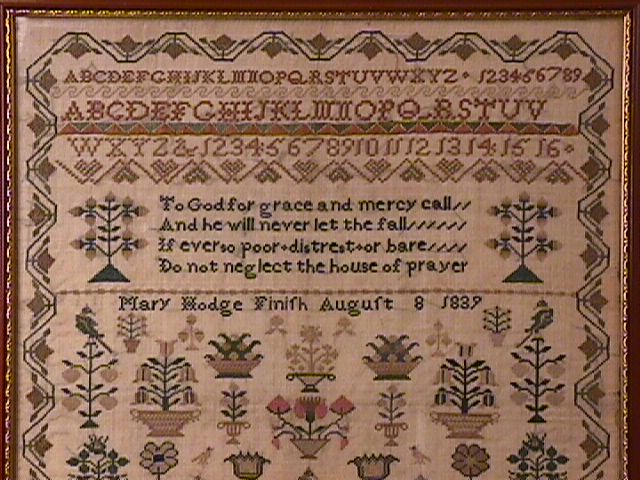 ABCDEFGHIJKLMNOPQRSTUVWXYZ 123456789
ABCDEFGHIJKLMNOPQRSTUV
WXYZ& 12345678910 11 12 13 14 15 16
To God for grace and mercy call
And he will never let the fall
If ever so poor distrest or bare
Do not neglect the house of prayer
Mary Hodge Finiſh Auguſt 8 1839